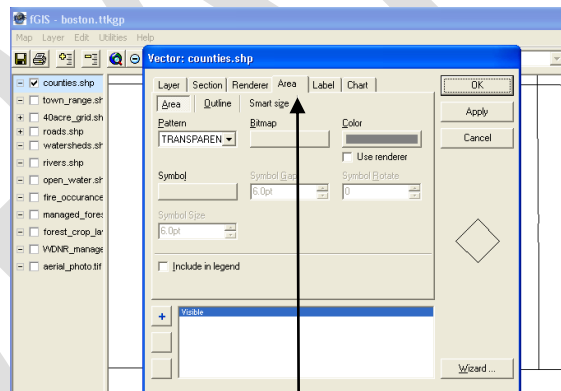 fGIS - boston.ttkgp
Map Layer Edit Utilities Help
Vector: counties.shp
counties.shp
town_range.sh
40acre_grid.sh
roads.shp
watersheds.sh
rivers.shp
open_water.sh
fire_occurance
managed_fores
forest_crop_la
WDNR_manage
aerial_photo.tif
Layer Section Renderer Area Label Chart
Area Outline Smart size
Pattern Bitmap Color
TRANSPAREN
Use renderer
Symbol Symbol Gap Symbol Rotate
6.0pt 0
Symbol Size
6.0pt
Include in legend
Visible
OK
Apply
Cancel
Wizard ...